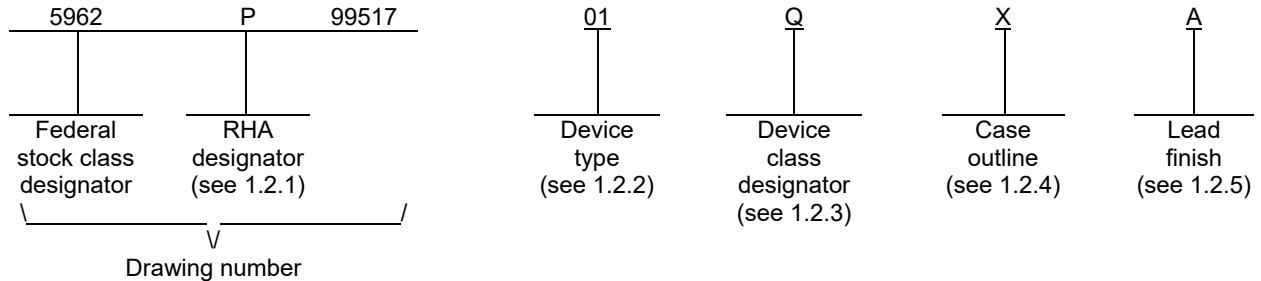 5962 P 99517 01 Q X A
Federal stock class designator
RHA designator (see 1.2.1)
Device type (see 1.2.2)
Device class designator (see 1.2.3)
Case outline (see 1.2.4)
Lead finish (see 1.2.5)
Drawing number